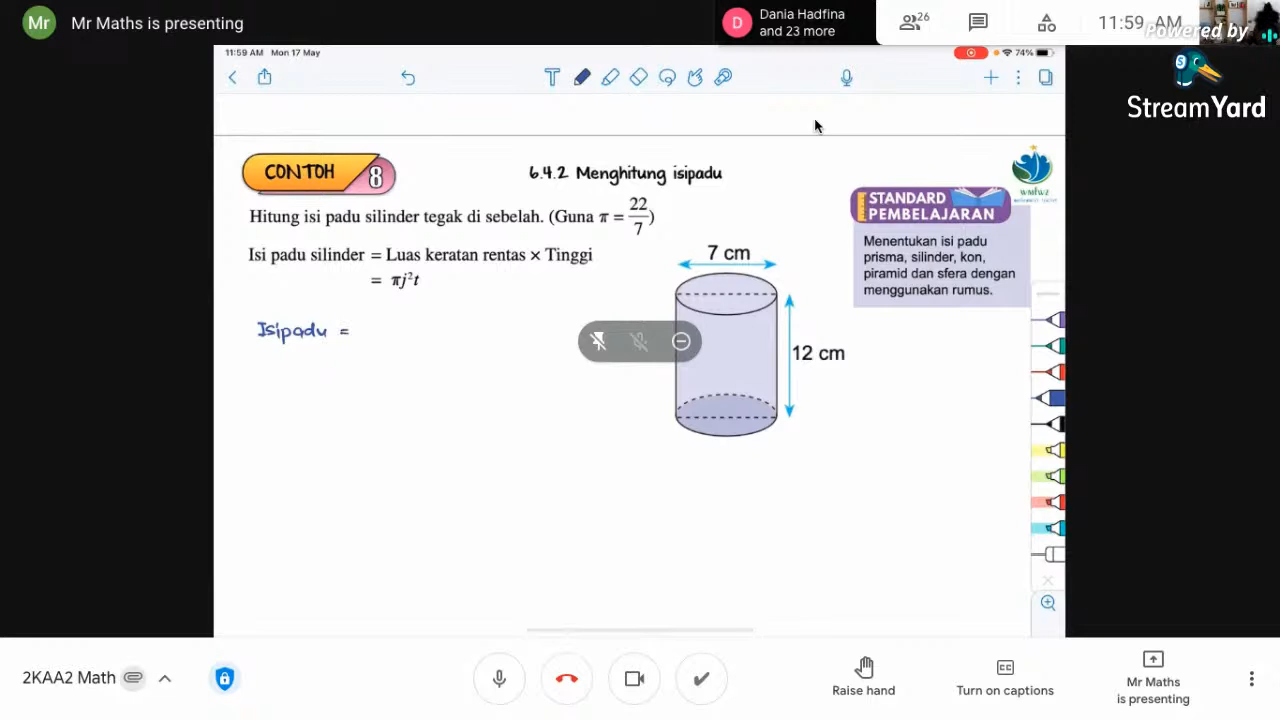 Mr
Mr Maths is presenting
D
Dania Hadfina
and 23 more
26
11:59 AM
Powered by
StreamYard
11:59 AM Mon 17 May
74%
CONTOH 8
6.4.2 Menghitung isipadu
STANDARD
PEMBELAJARAN
Hitung isi padu silinder tegak di sebelah. (Guna π = 22/7)
Isi padu silinder = Luas keratan rentas × Tinggi
= πj²t
Menentukan isi padu
prisma, silinder, kon,
piramid dan sfera dengan
menggunakan rumus.
7 cm
Isipadu =
12 cm
2KAA2 Math
Raise hand
Turn on captions
Mr Maths
is presenting